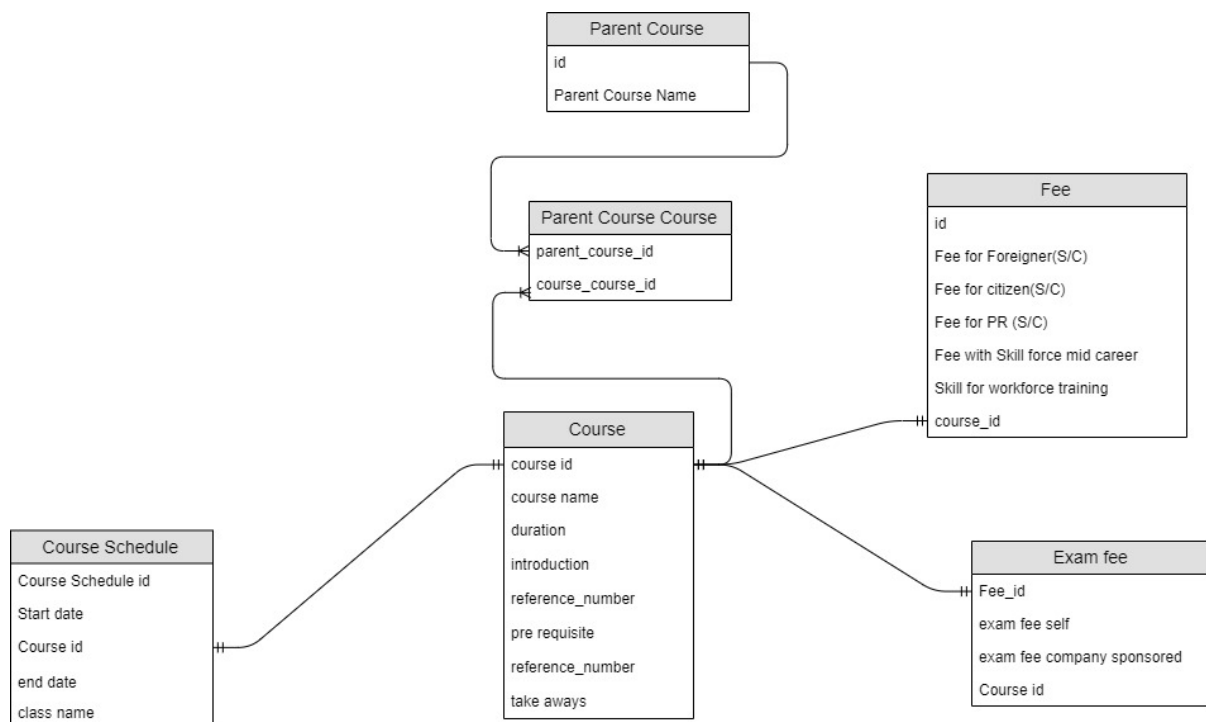 Parent Course
id
Parent Course Name
Parent Course Course
parent_course_id
course_course_id
Fee
id
Fee for Foreigner(S/C)
Fee for citizen(S/C)
Fee for PR (S/C)
Fee with Skill force mid career
Skill for workforce training
course_id
Course
course id
course name
duration
introduction
reference_number
pre requisite
reference_number
take aways
Course Schedule
Course Schedule id
Start date
Course id
end date
class name
Exam fee
Fee_id
exam fee self
exam fee company sponsored
Course id